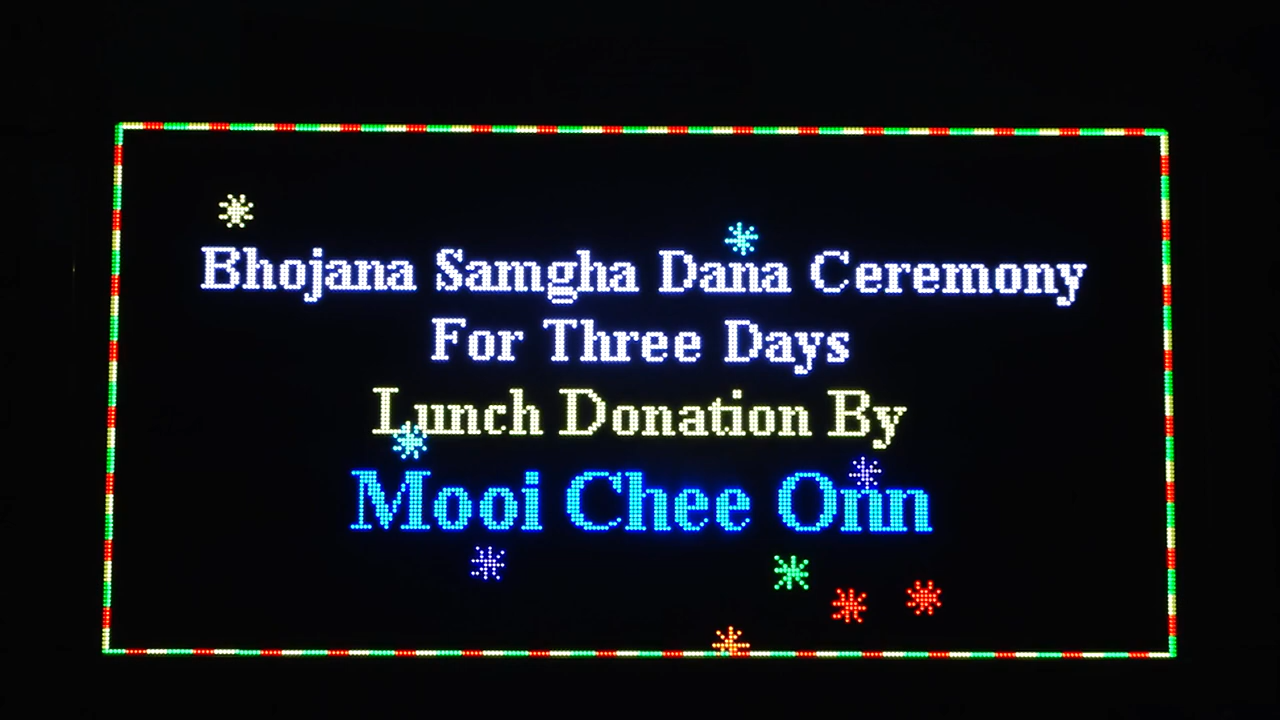 Bhojana Samgha Dana Ceremony
For Three Days
Lunch Donation By
Mooi Chee Onn